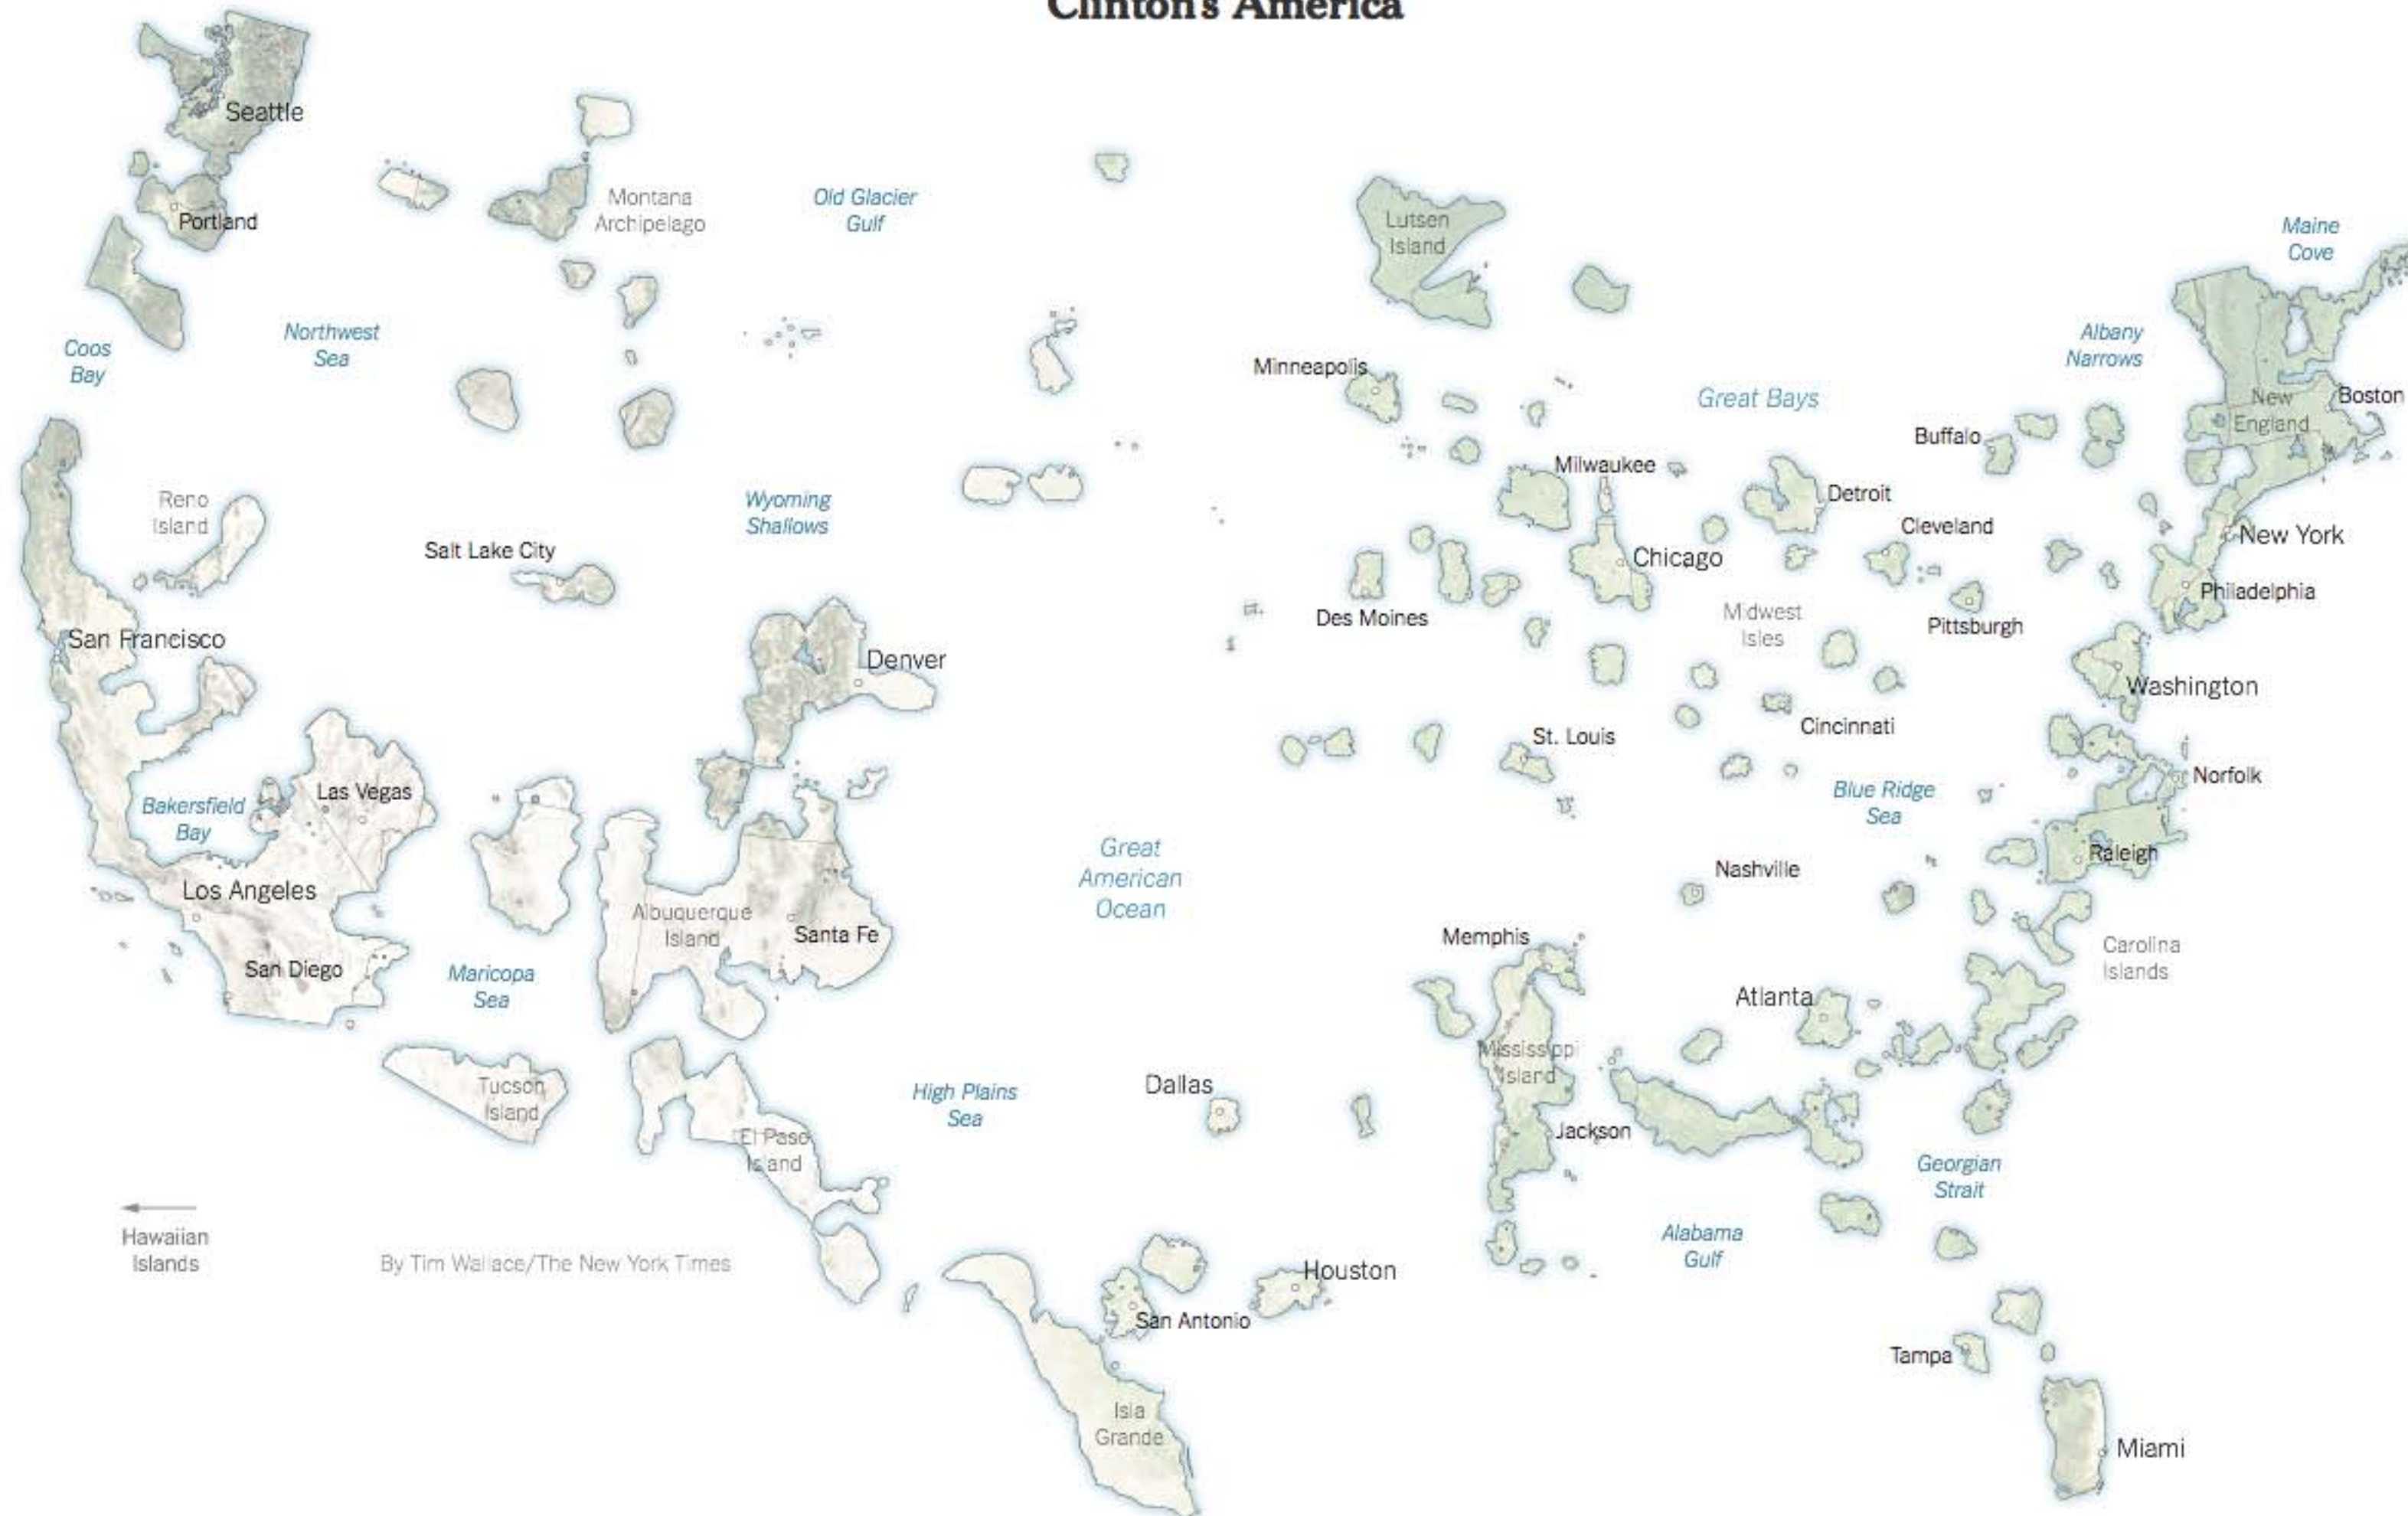 Clinton's America
Seattle
Portland
Montana
Archipelago
Old Glacier
Gulf
Lutsen
Island
Maine
Cove
Coos
Bay
Northwest
Sea
Minneapolis
Great Bays
Albany
Narrows
New
England
Boston
Buffalo
Milwaukee
Detroit
Reno
Island
Wyoming
Shallows
Cleveland
New York
Salt Lake City
Chicago
Philadelphia
Des Moines
Midwest
Isles
Pittsburgh
San Francisco
Denver
Washington
St. Louis
Cincinnati
Norfolk
Las Vegas
Bakersfield
Bay
Blue Ridge
Sea
Raleigh
Great
American
Ocean
Nashville
Los Angeles
Albuquerque
Island
Santa Fe
Memphis
Carolina
Islands
San Diego
Maricopa
Sea
Atlanta
Mississippi
Island
Tucson
Island
High Plains
Sea
Dallas
El Paso
Island
Jackson
Georgian
Strait
Alabama
Gulf
Hawaiian
Islands
By Tim Wallace/The New York Times
Houston
San Antonio
Tampa
Isla
Grande
Miami